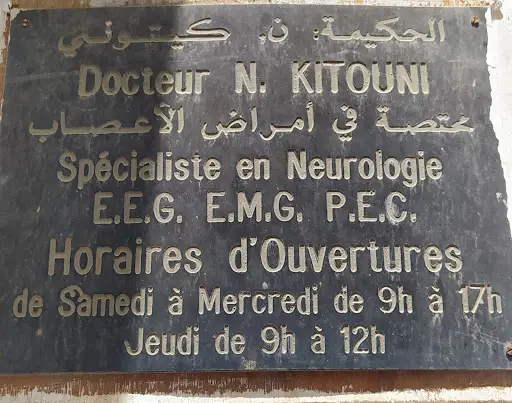 الحكيمة: ن. كيتوني
Docteur N. KITOUNI
مختصة في أمراض الأعصاب
Spécialiste en Neurologie
E.E.G. E.M.G. P.E.C.
Horaires d'Ouvertures
de Samedi à Mercredi de 9h à 17h
Jeudi de 9h à 12h